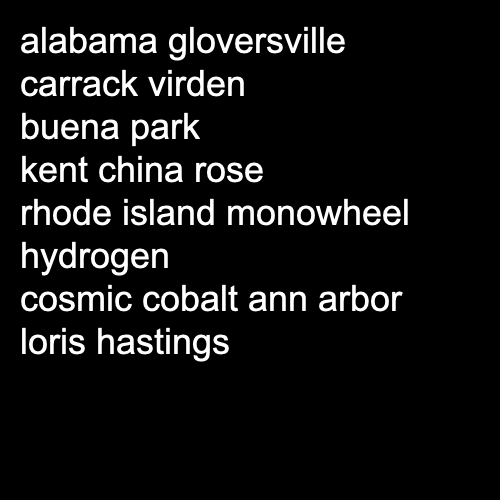 alabama gloversville
carrack virden
buena park
kent china rose
rhode island monowheel
hydrogen
cosmic cobalt ann arbor
loris hastings